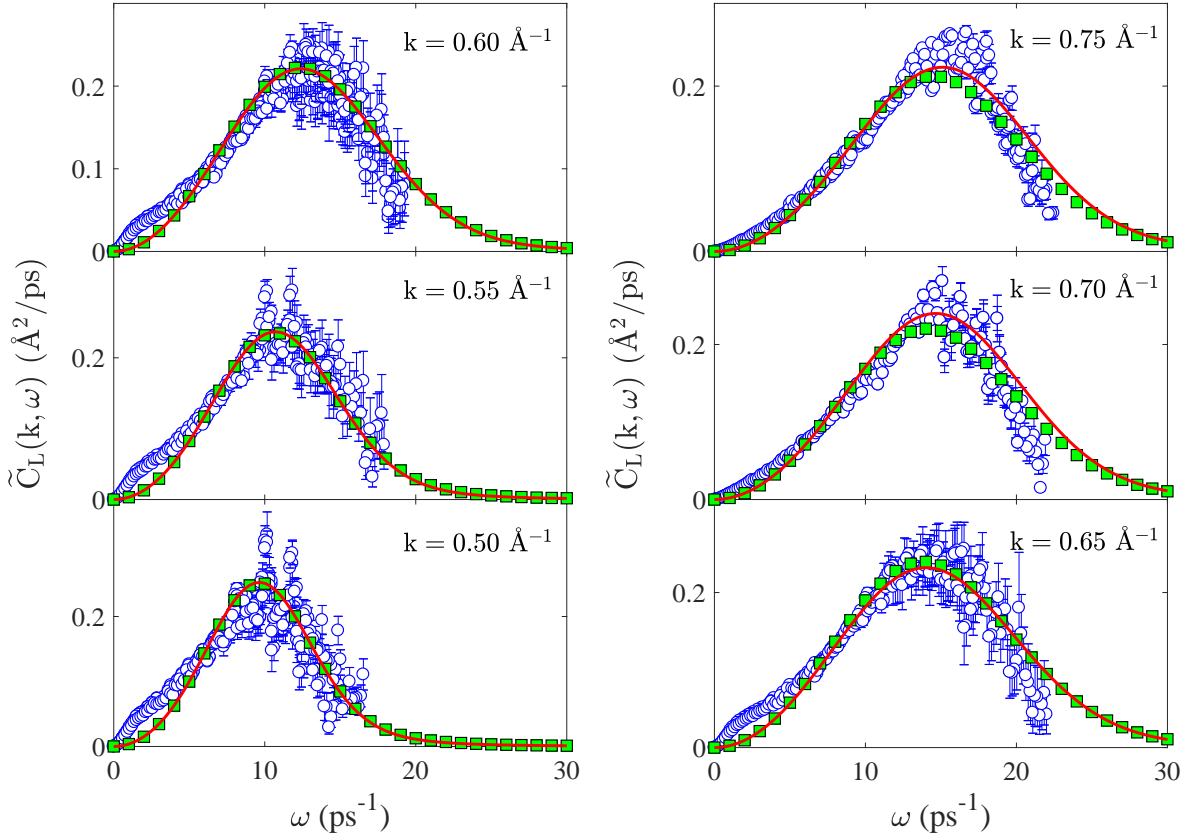 k = 0.60 Å⁻¹
0.2
0.1
0
k = 0.55 Å⁻¹
0.2
0
k = 0.50 Å⁻¹
0.2
0
0 10 20 30
ω (ps⁻¹)
C̃_L(k, ω) (Å²/ps)
k = 0.75 Å⁻¹
0.2
0
k = 0.70 Å⁻¹
0.2
0
k = 0.65 Å⁻¹
0.2
0
0 10 20 30
ω (ps⁻¹)
C̃_L(k, ω) (Å²/ps)